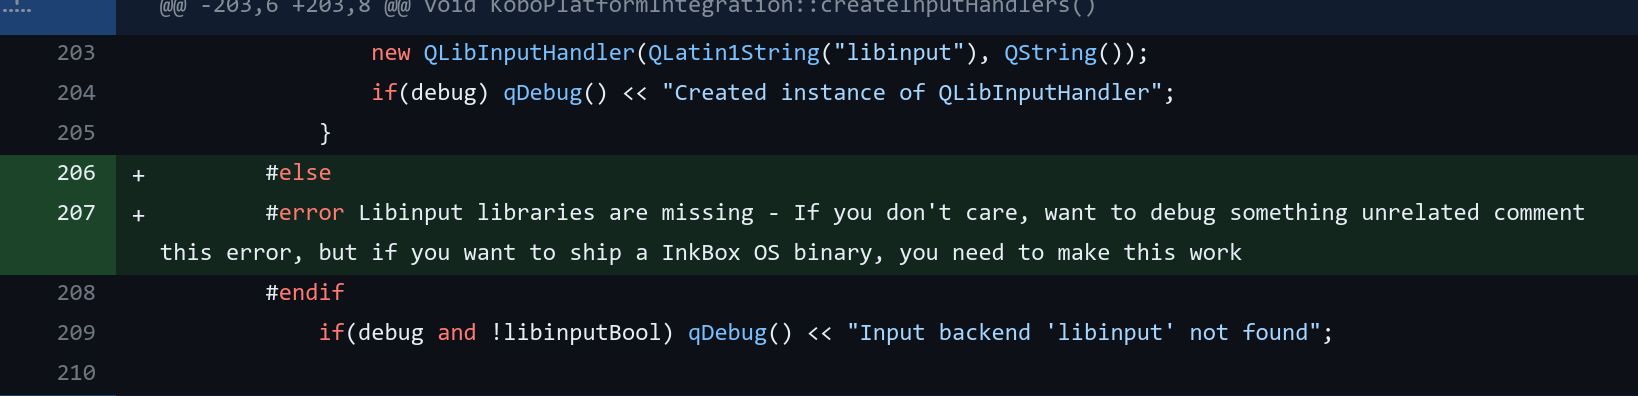 @@ -203,6 +203,8 @@ void KoboPlatformIntegration::createInputHandlers()
203 new QLibInputHandler(QLatin1String("libinput"), QString());
204 if(debug) qDebug() << "Created instance of QLibInputHandler";
205 }
206 + #else
207 + #error Libinput libraries are missing - If you don't care, want to debug something unrelated comment
this error, but if you want to ship a InkBox OS binary, you need to make this work
208 #endif
209 if(debug and !libinputBool) qDebug() << "Input backend 'libinput' not found";
210